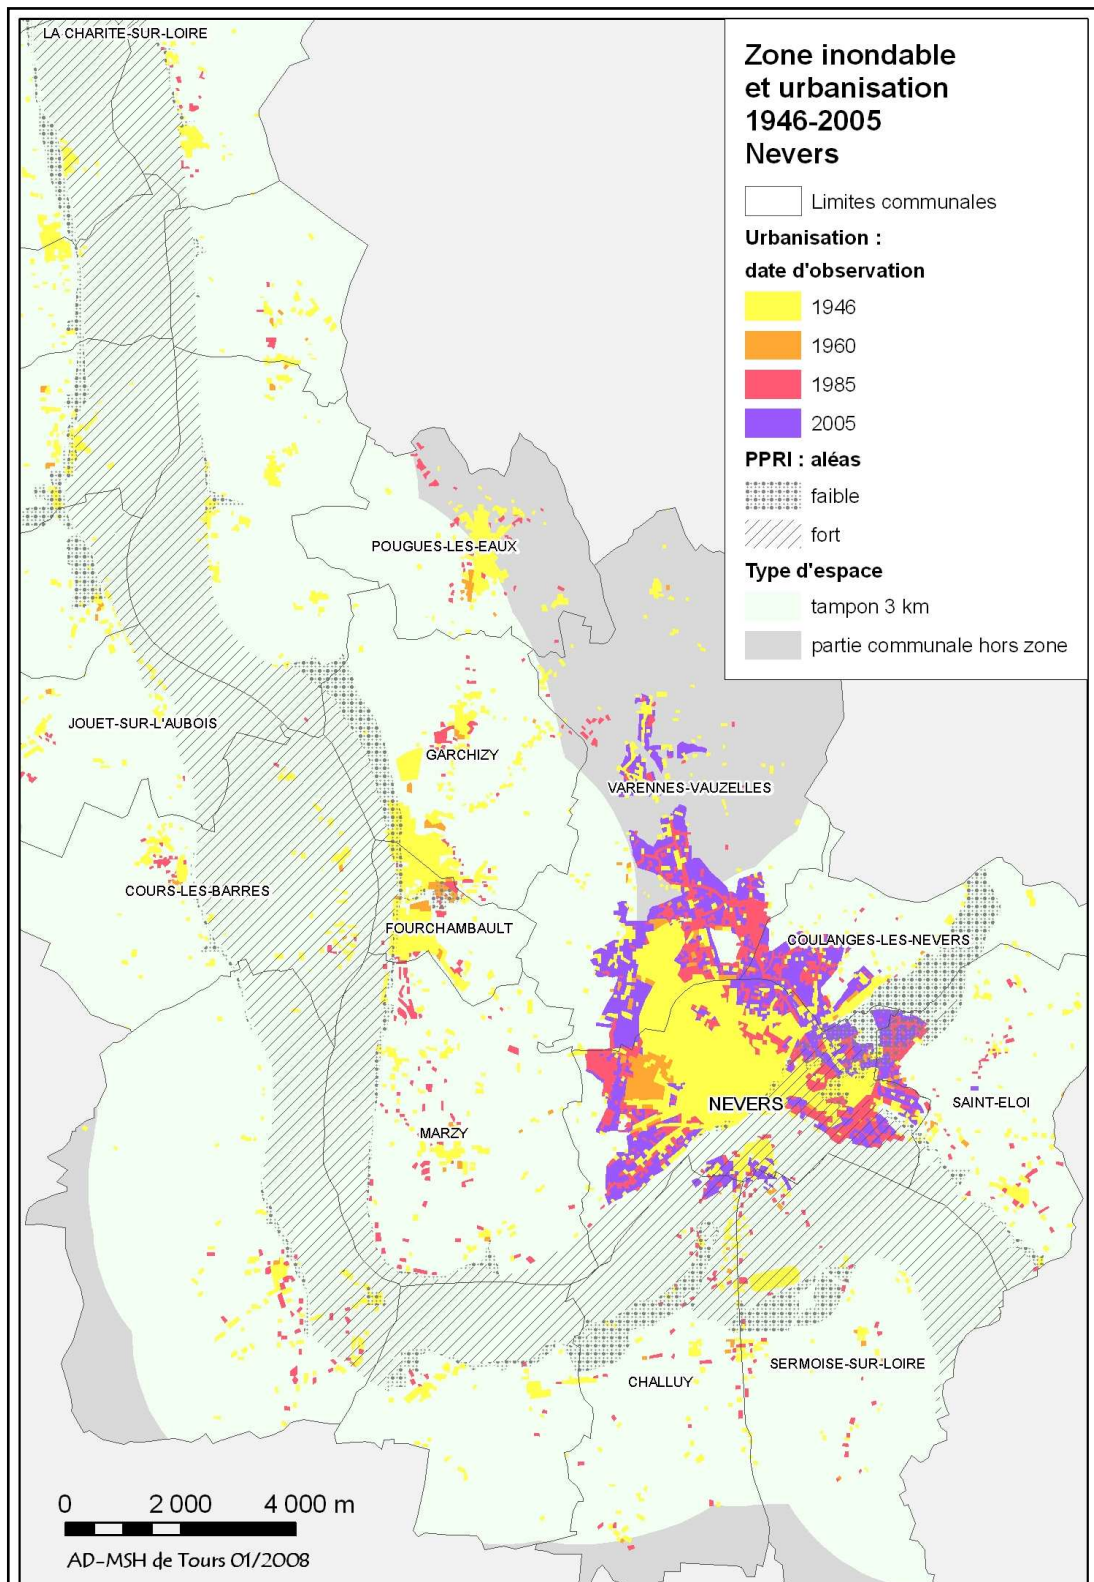 LA CHARITE-SUR-LOIRE
Zone inondable
et urbanisation
1946-2005
Nevers
Limites communales
Urbanisation :
date d'observation
1946
1960
1985
2005
PPRI : aléas
faible
fort
Type d'espace
tampon 3 km
partie communale hors zone
POUGUES-LES-EAUX
JOUET-SUR-L'AUBOIS
GARCHIZY
VARENNES-VAUZELLES
COURS-LES-BARRES
FOURCHAMBAULT
COULANGES-LES-NEVERS
NEVERS
SAINT-ELOI
MARZY
SERMOISE-SUR-LOIRE
CHALLUY
0 2 000 4 000 m
AD-MSH de Tours 01/2008